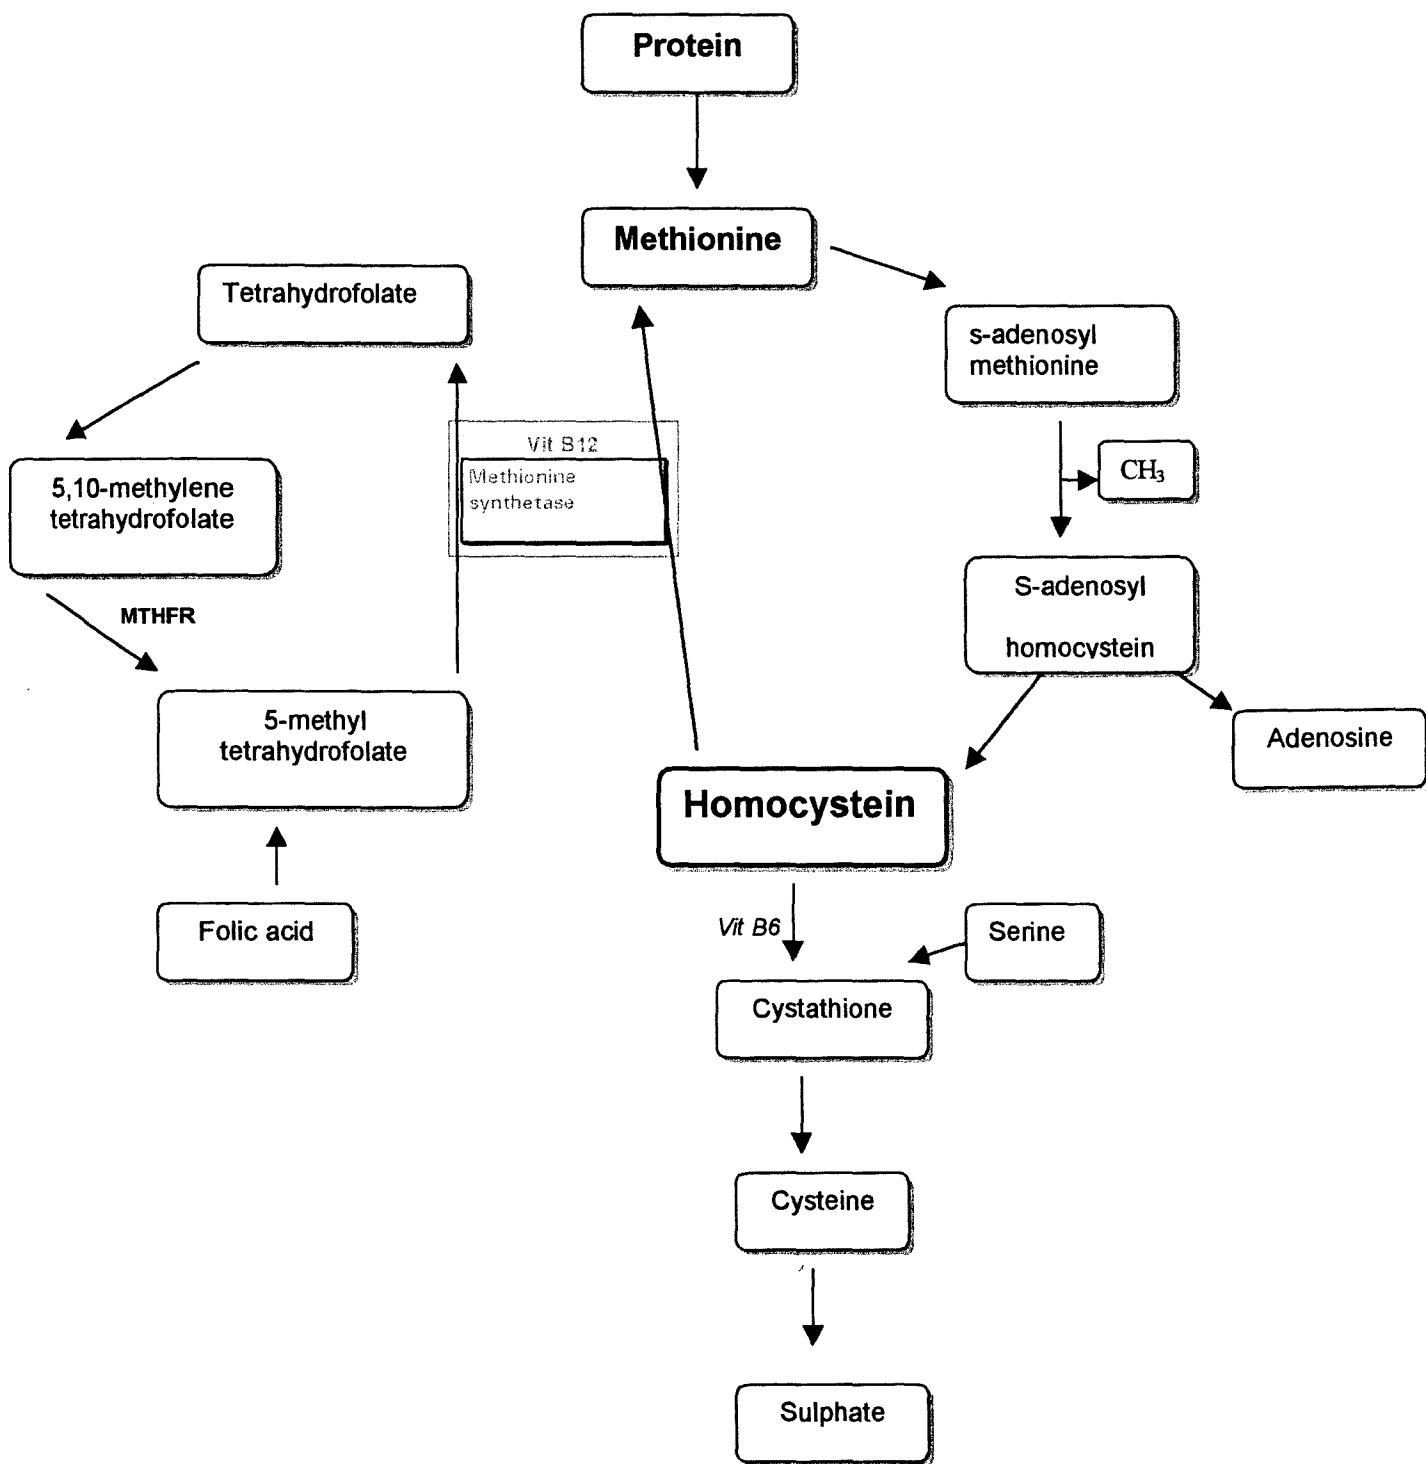 Protein
Methionine
Tetrahydrofolate
s-adenosyl
methionine
Vit B12
Methionine
synthetase
CH₃
5,10-methylene
tetrahydrofolate
S-adenosyl
homocystein
MTHFR
5-methyl
tetrahydrofolate
Adenosine
Homocystein
Folic acid
Vit B6
Serine
Cystathione
Cysteine
Sulphate